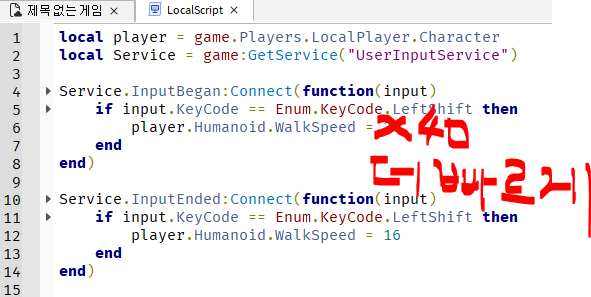 제목 없는 게임 × LocalScript ×
1 local player = game.Players.LocalPlayer.Character
2 local Service = game:GetService("UserInputService")
4 Service.InputBegan:Connect(function(input)
5 if input.KeyCode == Enum.KeyCode.LeftShift then
6 player.Humanoid.WalkSpeed = x40
더 빠르게
7 end
8 end)
10 Service.InputEnded:Connect(function(input)
11 if input.KeyCode == Enum.KeyCode.LeftShift then
12 player.Humanoid.WalkSpeed = 16
13 end
14 end)
15